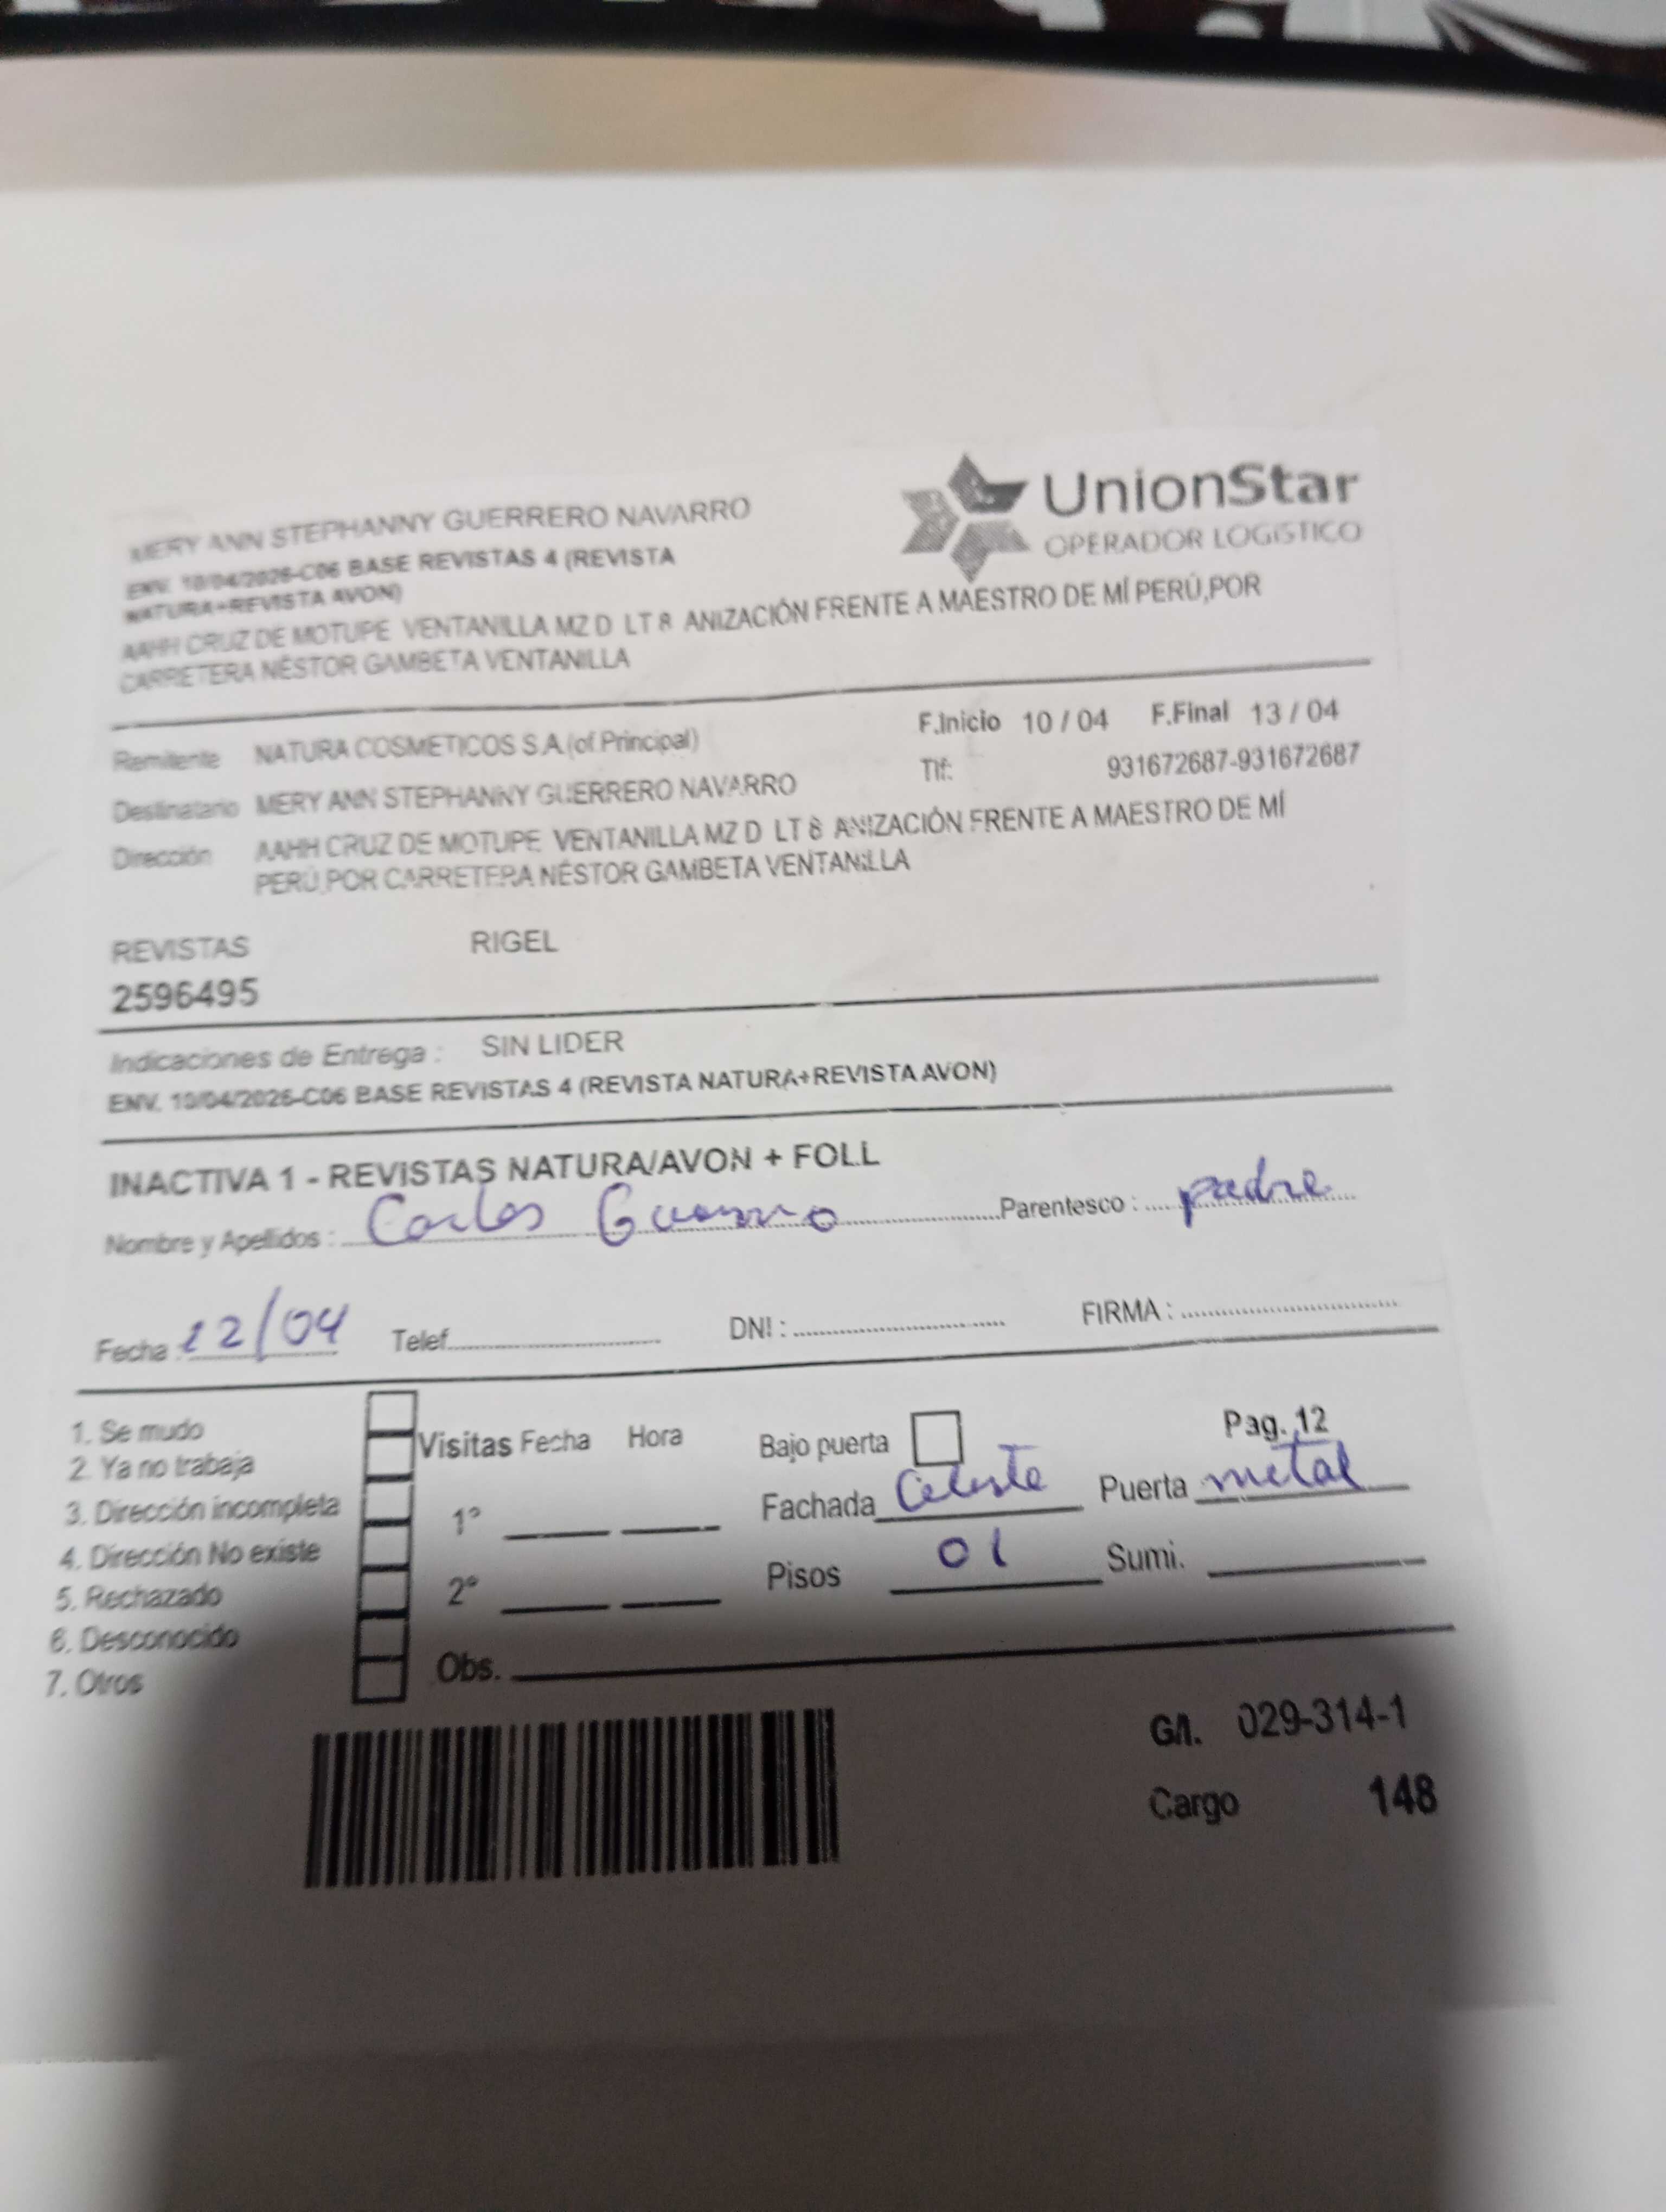 MERY ANN STEPHANNY GUERRERO NAVARRO
ENV. 10/04/2026-C06 BASE REVISTAS 4 (REVISTA
NATURA+REVISTA AVON)
AAHH CRUZ DE MOTUPE VENTANILLA MZ D LT 8 ANIZACIÓN FRENTE A MAESTRO DE MÍ PERÚ,POR
CARRETERA NÉSTOR GAMBETA VENTANILLA
UnionStar
OPERADOR LOGISTICO
Remitente NATURA COSMETICOS S.A.(of.Principal)
F.Inicio 10 / 04 F.Final 13 / 04
Destinatario MERY ANN STEPHANNY GUERRERO NAVARRO
Tlf: 931672687-931672687
Dirección AAHH CRUZ DE MOTUPE VENTANILLA MZ D LT 8 ANIZACIÓN FRENTE A MAESTRO DE MÍ
PERÚ,POR CARRETERA NÉSTOR GAMBETA VENTANILLA
REVISTAS RIGEL
2596495
Indicaciones de Entrega : SIN LIDER
ENV. 10/04/2026-C06 BASE REVISTAS 4 (REVISTA NATURA+REVISTA AVON)
INACTIVA 1 - REVISTAS NATURA/AVON + FOLL
Nombre y Apellidos : Carlos Parentesco : padre
Fecha : 12/04 Telef. DNI : FIRMA :
1. Se mudo
2. Ya no trabaja
3. Dirección incompleta
4. Dirección No existe
5. Rechazado
6. Desconocido
7. Otros
Visitas Fecha Hora
1°
2°
Obs.
Bajo puerta Pag. 12
Fachada Celeste Puerta metal
Pisos 01 Sumi.
G/I. 029-314-1
Cargo 148